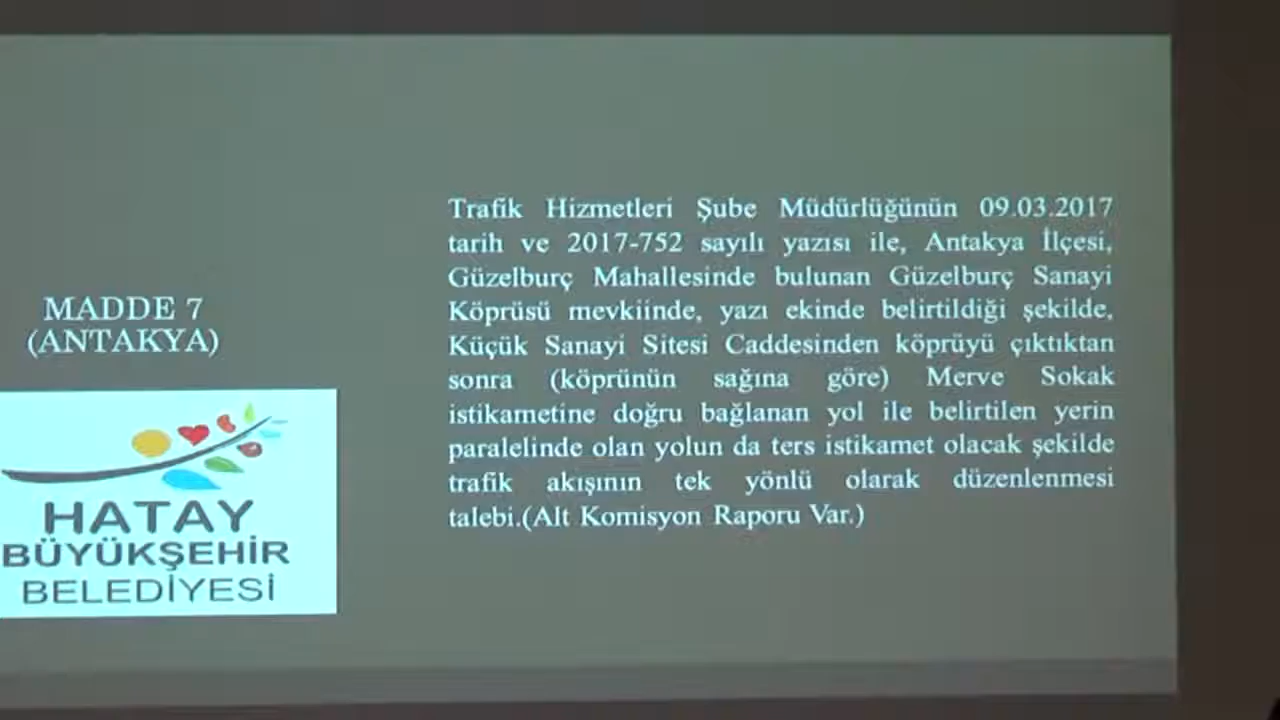 MADDE 7
(ANTAKYA)
HATAY
BÜYÜKŞEHİR
BELEDİYESİ
Trafik Hizmetleri Şube Müdürlüğünün 09.03.2017
tarih ve 2017-752 sayılı yazısı ile, Antakya İlçesi,
Güzelburç Mahallesinde bulunan Güzelburç Sanayi
Köprüsü mevkiinde, yazı ekinde belirtildiği şekilde,
Küçük Sanayi Sitesi Caddesinden köprüyü çıktıktan
sonra (köprünün sağına göre) Merve Sokak
istikametine doğru bağlanan yol ile belirtilen yerin
paralelinde olan yolun da ters istikamet olacak şekilde
trafik akışının tek yönlü olarak düzenlenmesi
talebi.(Alt Komisyon Raporu Var.)